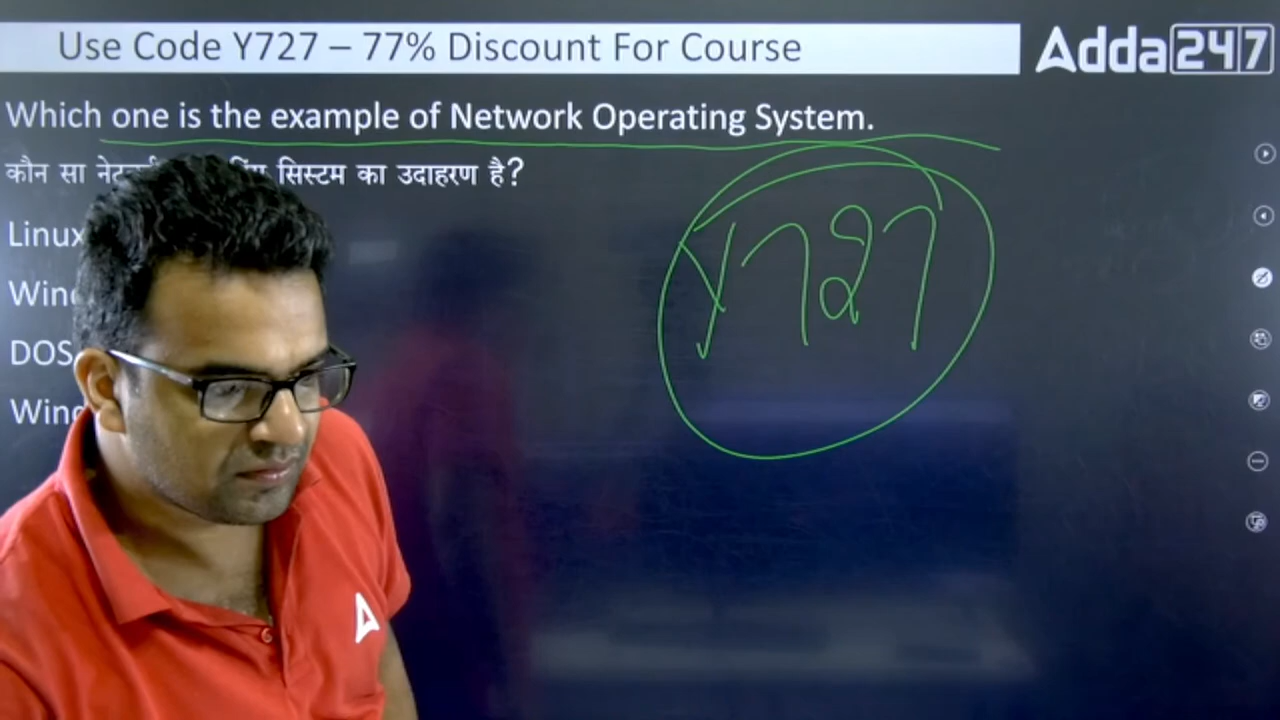 Use Code Y727 – 77% Discount For Course
Adda247
Which one is the example of Network Operating System.
कौन सा सिस्टम का उदाहरण है?
Linux
DOS
Y727